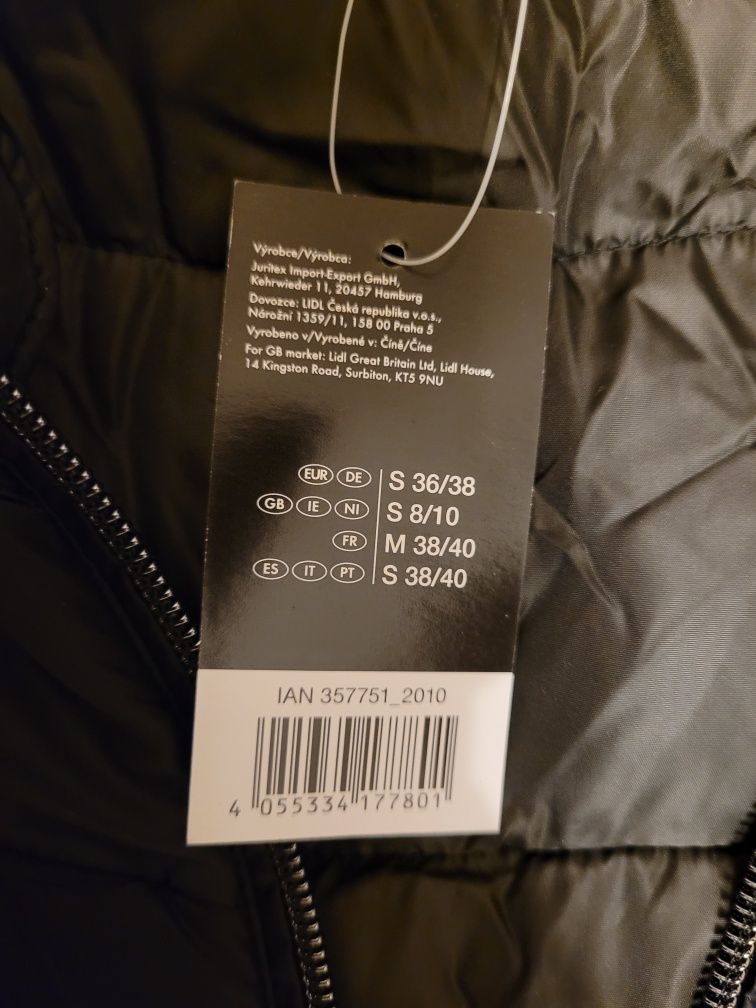 Výrobce/Výrobca:
Juritex Import-Export GmbH,
Kehrwieder 11, 20457 Hamburg
Dovozce: LIDL Česká republika v.o.s.,
Nárožní 1359/11, 158 00 Praha 5
Vyrobeno v/Vyrobené v: Číně/Číne
For GB market: Lidl Great Britain Ltd, Lidl House,
14 Kingston Road, Surbiton, KT5 9NU
EUR DE S 36/38
GB IE NI S 8/10
FR M 38/40
ES IT PT S 38/40
IAN 357751_2010
4 055334 177801